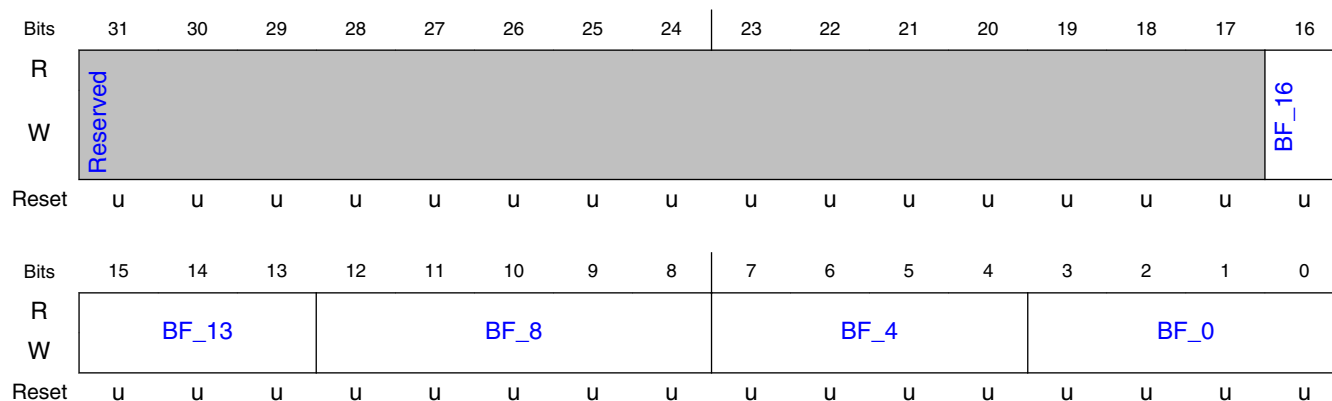 Bits 31 30 29 28 27 26 25 24 23 22 21 20 19 18 17 16
R
Reserved
BF_16
W
Reset u u u u u u u u u u u u u u u u
Bits 15 14 13 12 11 10 9 8 7 6 5 4 3 2 1 0
R
BF_13 BF_8 BF_4 BF_0
W
Reset u u u u u u u u u u u u u u u u